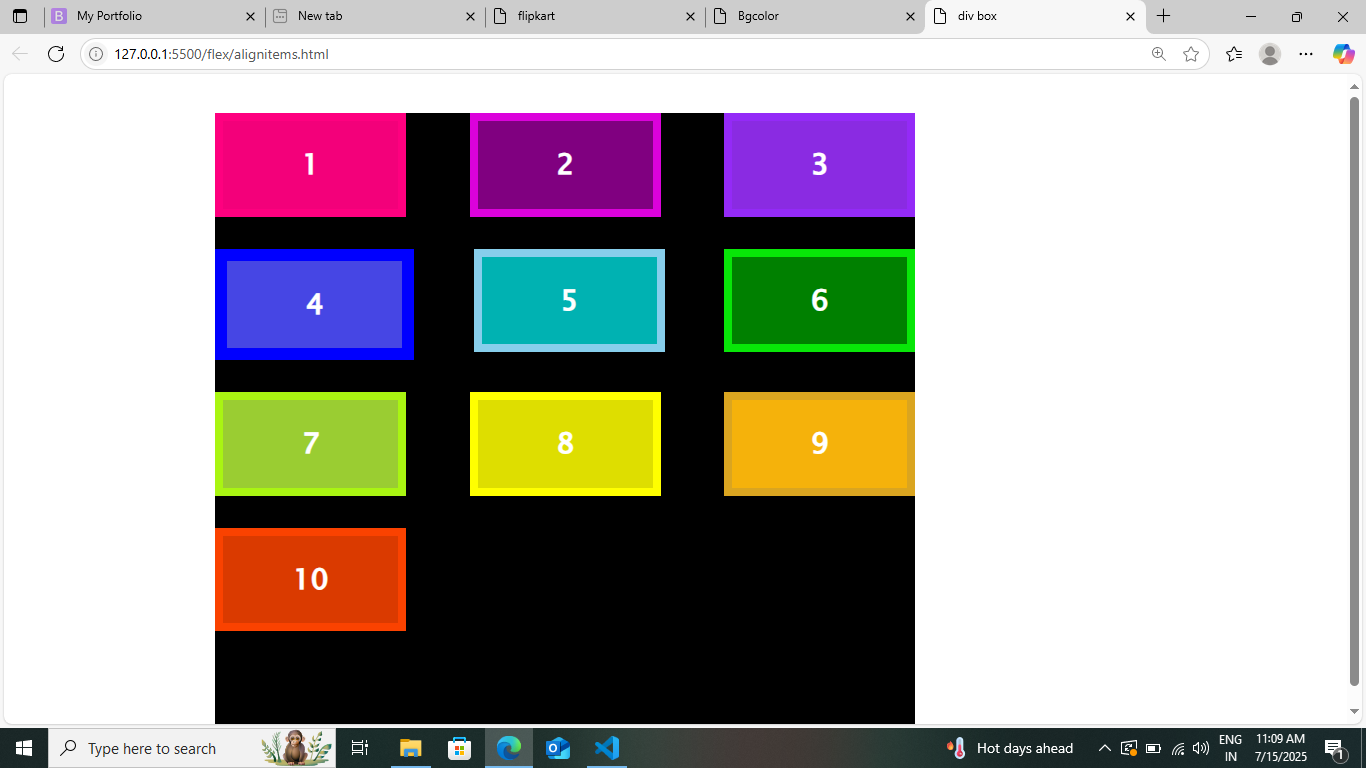 My Portfolio
New tab
flipkart
Bgcolor
div box
127.0.0.1:5500/flex/alignitems.html
1
2
3
4
5
6
7
8
9
10
Type here to search
Hot days ahead
ENG
IN
11:09 AM
7/15/2025
1